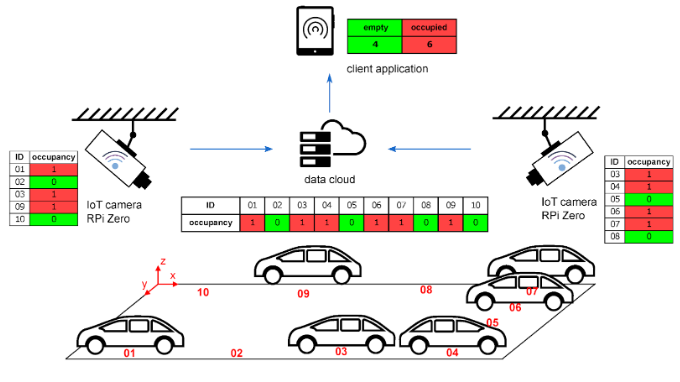 empty occupied
4 6
client application
ID occupancy
01 1
02 0
03 1
09 1
10 0
IoT camera
RPi Zero
data cloud
IoT camera
RPi Zero
ID occupancy
03 1
04 1
05 0
06 1
07 1
08 0
ID 01 02 03 04 05 06 07 08 09 10
occupancy 1 0 1 1 0 1 1 0 1 0
z
y x
10 09 08 07
06
05
01 02 03 04